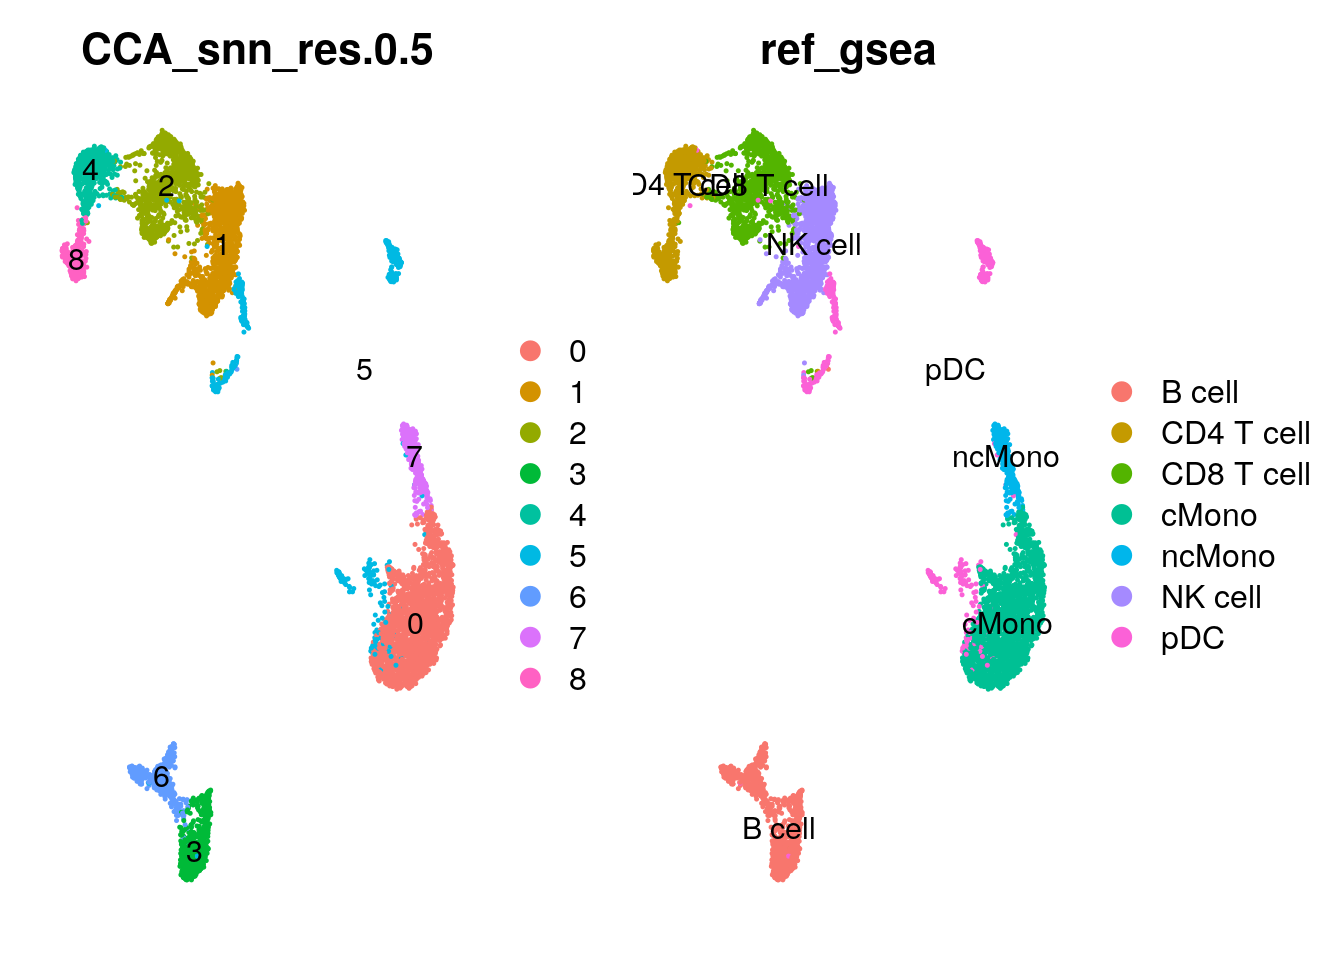 CCA_snn_res.0.5
4
2
1
8
5
7
0
6
3
0
1
2
3
4
5
6
7
8
ref_gsea
D4 T cell
CD8 T cell
NK cell
pDC
ncMono
cMono
B cell
B cell
CD4 T cell
CD8 T cell
cMono
ncMono
NK cell
pDC